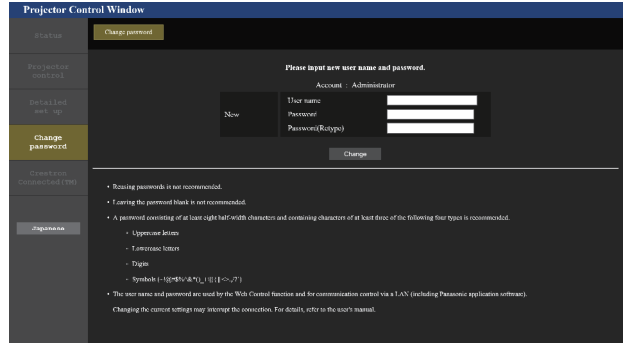 Projector Control Window
Status
Change password
Projector
control
Detailed
set up
Change
password
Crestron
Connected(TM)
Japanese
Please input new user name and password.
Account : Administrator
New
User name
Password
Password(Retype)
Change
• Reusing passwords is not recommended.
• Leaving the password blank is not recommended.
• A password consisting of at least eight half-width characters and containing characters of at least three of the following four types is recommended.
- Uppercase letters
- Lowercase letters
- Digits
- Symbols
• The user name and password are used by the Web Control function and for communication control via a LAN (including Panasonic application software).
Changing the current settings may interrupt the connection. For details, refer to the user's manual.